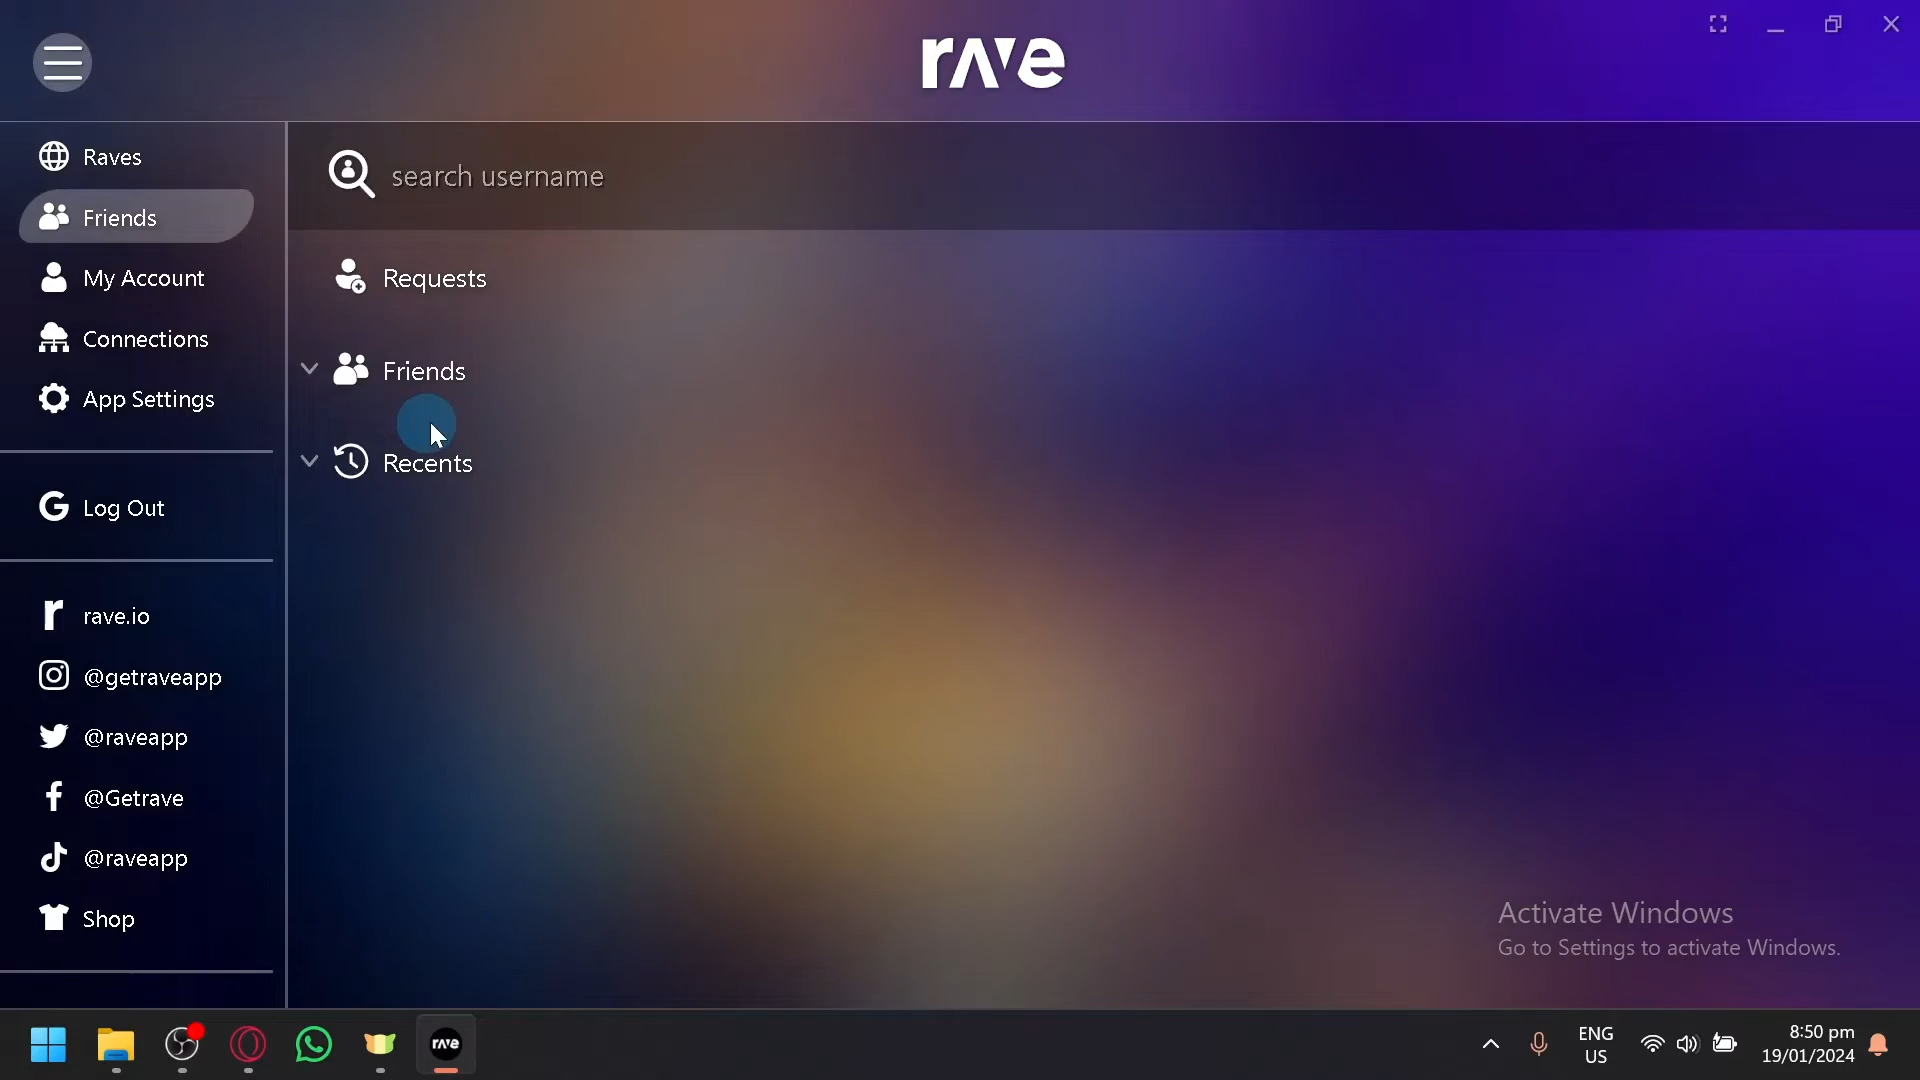 rave
Raves
Friends
My Account
Connections
App Settings
Log Out
rave.io
@getraveapp
@raveapp
@Getrave
@raveapp
Shop
search username
Requests
Friends
Recents
Activate Windows
Go to Settings to activate Windows.
rave
ENG
US
8:50 pm
19/01/2024